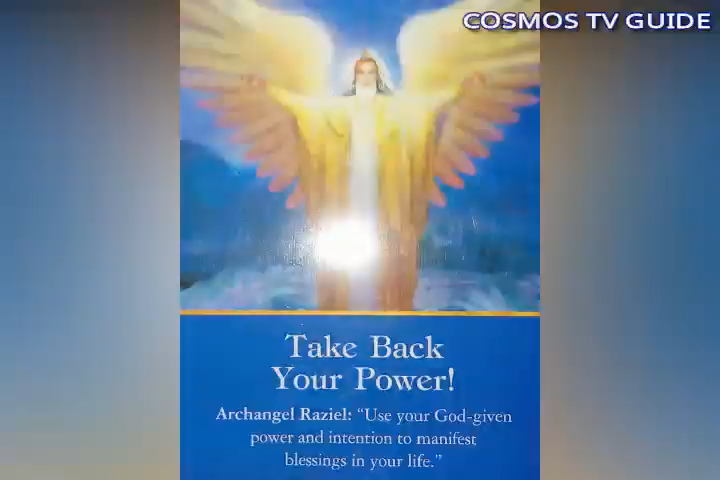 COSMOS TV GUIDE
Take Back
Your Power!
Archangel Raziel: “Use your God-given
power and intention to manifest
blessings in your life.”